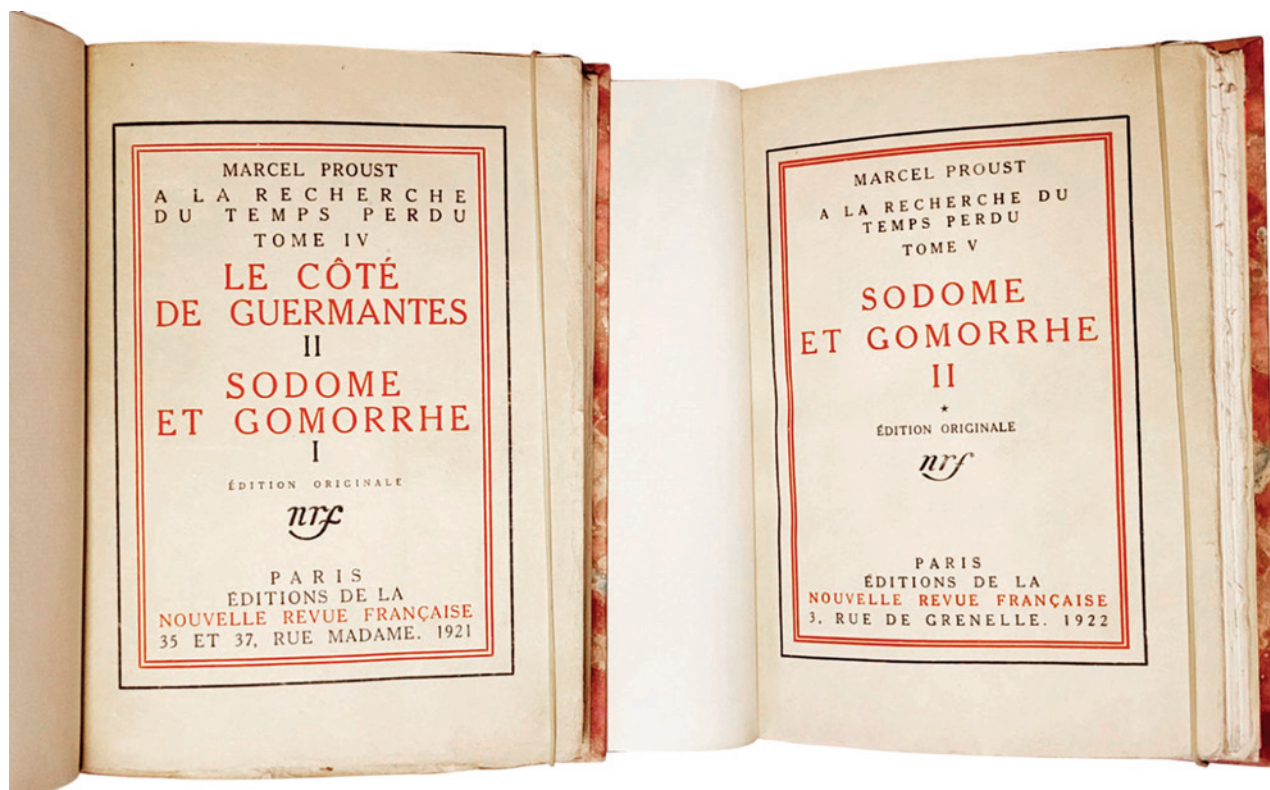 MARCEL PROUST
A LA RECHERCHE
DU TEMPS PERDU
TOME IV
LE CÔTÉ
DE GUERMANTES
II
SODOME
ET GOMORRHE
I
ÉDITION ORIGINALE
nrf
PARIS
ÉDITIONS DE LA
NOUVELLE REVUE FRANÇAISE
35 ET 37, RUE MADAME. 1921
MARCEL PROUST
A LA RECHERCHE DU
TEMPS PERDU
TOME V
SODOME
ET GOMORRHE
II
*
ÉDITION ORIGINALE
nrf
PARIS
ÉDITIONS DE LA
NOUVELLE REVUE FRANÇAISE
3, RUE DE GRENELLE. 1922